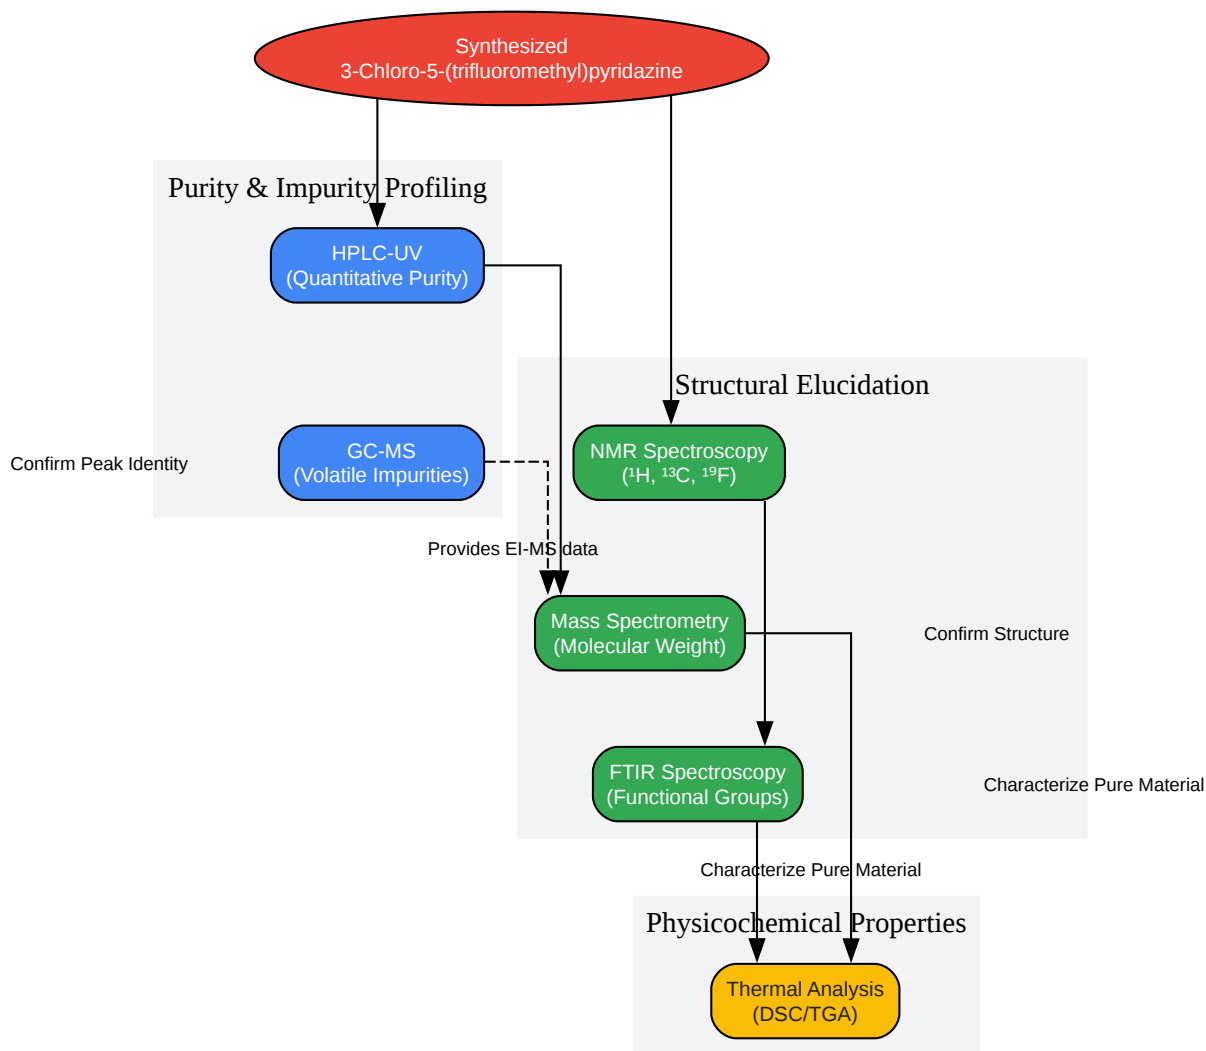 Synthesized
3-Chloro-5-(trifluoromethyl)pyridazine
Purity & Impurity Profiling
HPLC-UV
(Quantitative Purity)
Structural Elucidation
Confirm Peak Identity
GC-MS
(Volatile Impurities)
NMR Spectroscopy
(¹H, ¹³C, ¹⁹F)
Provides EI-MS data
Mass Spectrometry
(Molecular Weight)
Confirm Structure
FTIR Spectroscopy
(Functional Groups)
Characterize Pure Material
Characterize Pure Material
Physicochemical Properties
Thermal Analysis
(DSC/TGA)